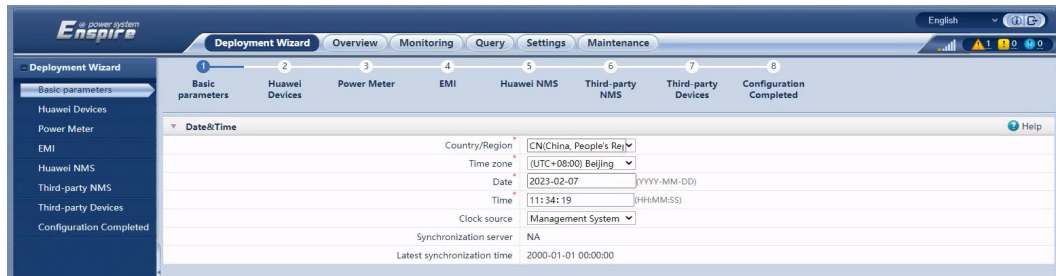 Enspire e power system
English
Deployment Wizard Overview Monitoring Query Settings Maintenance
1 0 0
Deployment Wizard
Basic parameters
Huawei Devices
Power Meter
EMI
Huawei NMS
Third-party NMS
Third-party Devices
Configuration Completed
1 2 3 4 5 6 7 8
Basic parameters
Huawei Devices
Power Meter
EMI
Huawei NMS
Third-party NMS
Third-party Devices
Configuration Completed
Date&Time
Help
Country/Region * CN(China, People's Rep
Time zone * (UTC+08:00) Beijing
Date * 2023-02-07 (YYYY-MM-DD)
Time * 11:34:19 (HH:MM:SS)
Clock source Management System
Synchronization server NA
Latest synchronization time 2000-01-01 00:00:00